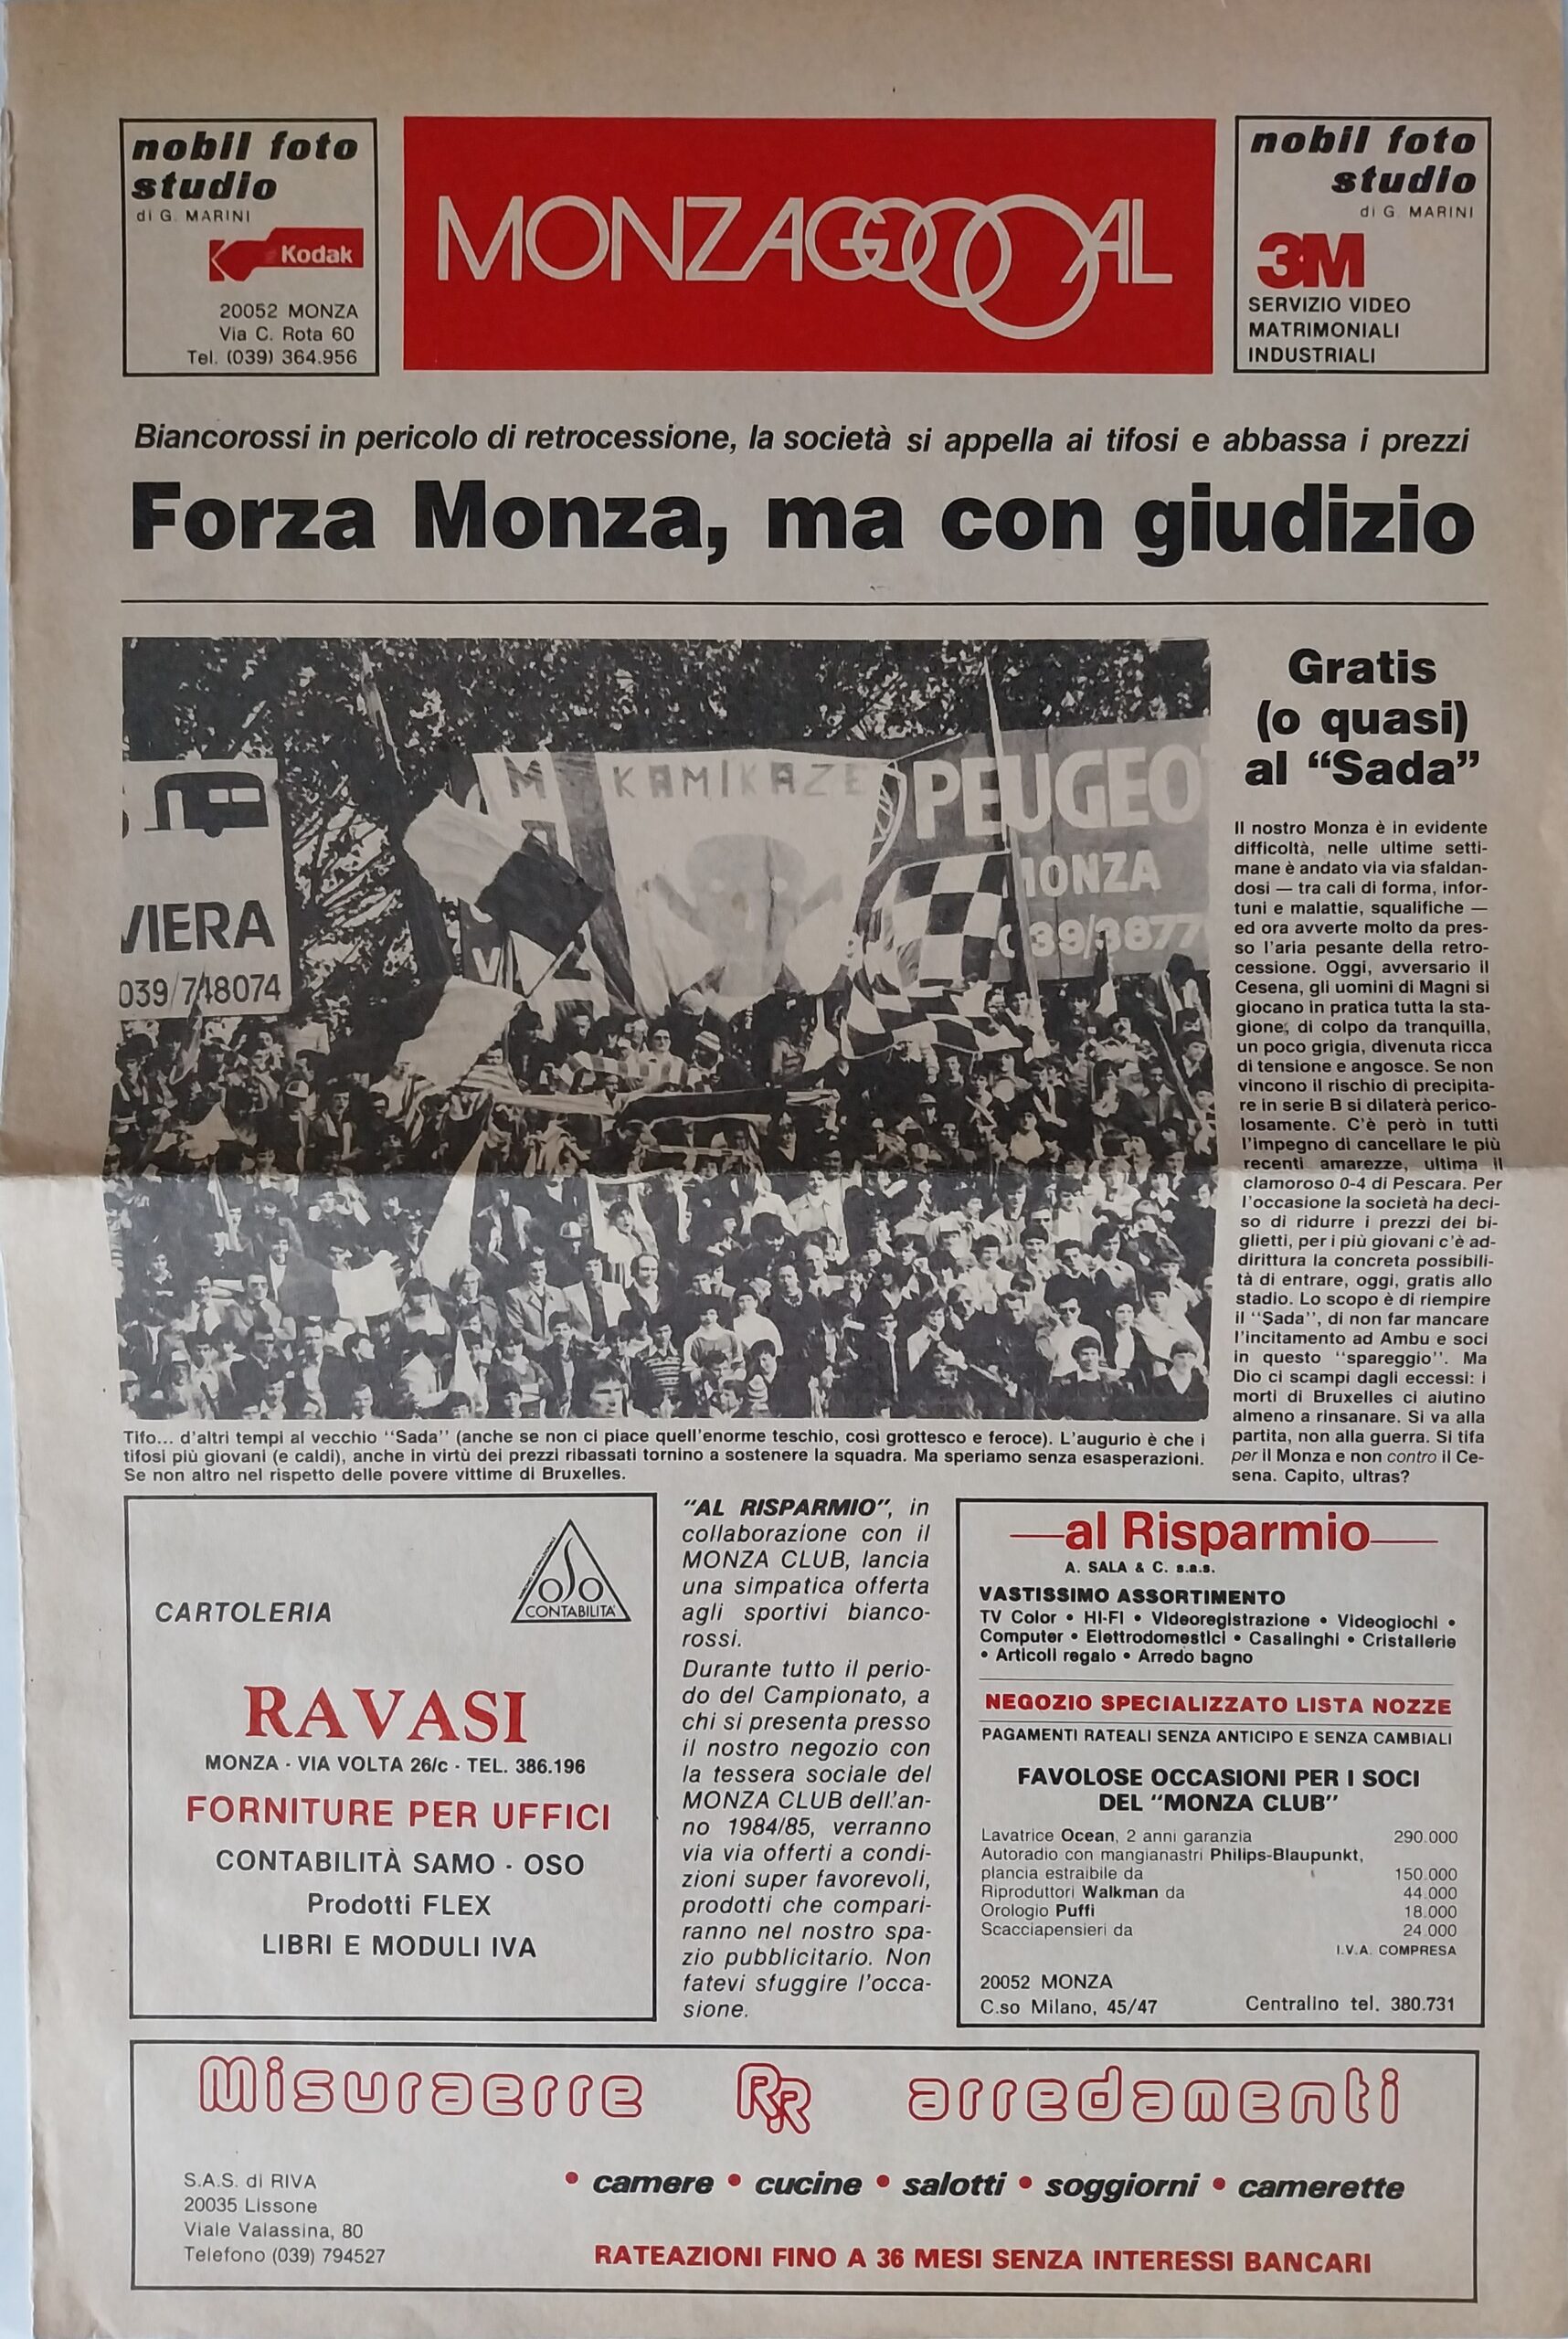 nobil foto
studio
di G. MARINI
Kodak
20052 MONZA
Via C. Rota 60
Tel. (039) 364.956
MONZAGGOOOAL
nobil foto
studio
di G. MARINI
3M
SERVIZIO VIDEO
MATRIMONIALI
INDUSTRIALI
Biancorossi in pericolo di retrocessione, la società si appella ai tifosi e abbassa i prezzi
Forza Monza, ma con giudizio
KAMIKAZE
PEUGEO
MONZA
039/3877
VIERA
039/748074
Gratis
(o quasi)
al “Sada”
Il nostro Monza è in evidente
difficoltà, nelle ultime setti-
mane è andato via via sfaldan-
dosi — tra cali di forma, infor-
tuni e malattie, squalifiche —
ed ora avverte molto da pres-
so l'aria pesante della retro-
cessione. Oggi, avversario il
Cesena, gli uomini di Magni si
giocano in pratica tutta la sta-
gione; di colpo da tranquilla,
un poco grigia, divenuta ricca
di tensione e angosce. Se non
vincono il rischio di precipita-
re in serie B si dilaterà perico-
losamente. C'è però in tutti
l'impegno di cancellare le più
recenti amarezze, ultima il
clamoroso 0-4 di Pescara. Per
l'occasione la società ha deci-
so di ridurre i prezzi dei bi-
glietti, per i più giovani c'è ad-
dirittura la concreta possibili-
tà di entrare, oggi, gratis allo
stadio. Lo scopo è di riempire
il “Sada”, di non far mancare
l'incitamento ad Ambu e soci
in questo “spareggio”. Ma
Dio ci scampi dagli eccessi: i
morti di Bruxelles ci aiutino
almeno a rinsanare. Si va alla
partita, non alla guerra. Si tifa
per il Monza e non contro il Ce-
sena. Capito, ultras?
Tifo... d'altri tempi al vecchio “Sada” (anche se non ci piace quell'enorme teschio, così grottesco e feroce). L'augurio è che i
tifosi più giovani (e caldi), anche in virtù dei prezzi ribassati tornino a sostenere la squadra. Ma speriamo senza esasperazioni.
Se non altro nel rispetto delle povere vittime di Bruxelles.
OSO
CONTABILITA'
CARTOLERIA
RAVASI
MONZA - VIA VOLTA 26/c - TEL. 386.196
FORNITURE PER UFFICI
CONTABILITÀ SAMO - OSO
Prodotti FLEX
LIBRI E MODULI IVA
“AL RISPARMIO”, in
collaborazione con il
MONZA CLUB, lancia
una simpatica offerta
agli sportivi bianco-
rossi.
Durante tutto il perio-
do del Campionato, a
chi si presenta presso
il nostro negozio con
la tessera sociale del
MONZA CLUB dell'an-
no 1984/85, verranno
via via offerti a condi-
zioni super favorevoli,
prodotti che compari-
ranno nel nostro spa-
zio pubblicitario. Non
fatevi sfuggire l'occa-
sione.
al Risparmio
A. SALA & C. s.a.s.
VASTISSIMO ASSORTIMENTO
TV Color • HI-FI • Videoregistrazione • Videogiochi •
Computer • Elettrodomestici • Casalinghi • Cristallerie
• Articoli regalo • Arredo bagno
NEGOZIO SPECIALIZZATO LISTA NOZZE
PAGAMENTI RATEALI SENZA ANTICIPO E SENZA CAMBIALI
FAVOLOSE OCCASIONI PER I SOCI
DEL “MONZA CLUB”
Lavatrice Ocean, 2 anni garanzia 290.000
Autoradio con mangianastri Philips-Blaupunkt,
plancia estraibile da 150.000
Riproduttori Walkman da 44.000
Orologio Puffi 18.000
Scacciapensieri da 24.000
I.V.A. COMPRESA
20052 MONZA
C.so Milano, 45/47 Centralino tel. 380.731
Misuraerre RR arredamenti
S.A.S. di RIVA
20035 Lissone
Viale Valassina, 80
Telefono (039) 794527
• camere • cucine • salotti • soggiorni • camerette
RATEAZIONI FINO A 36 MESI SENZA INTERESSI BANCARI